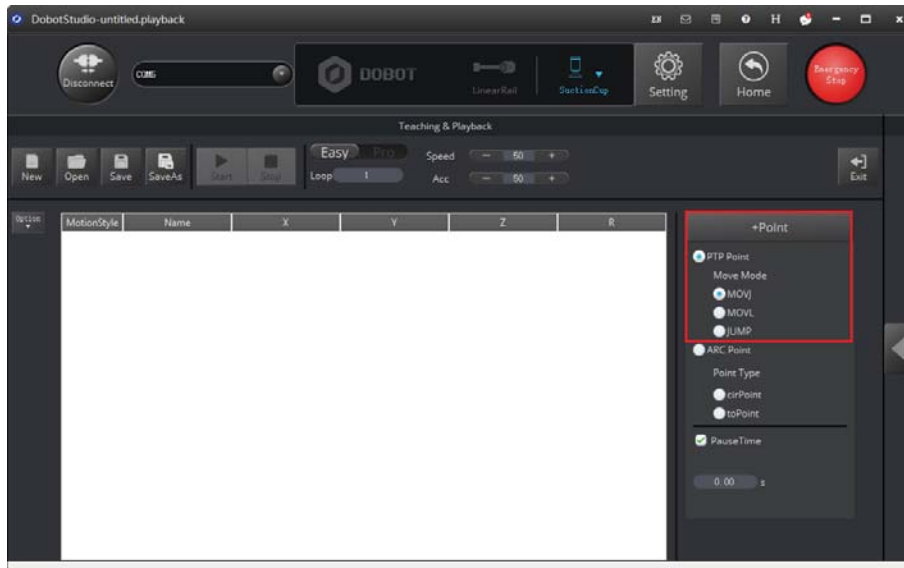 DobotStudio-untitled.playback
EN
H
Disconnect
COM5
DOBOT
LinearRail
SuctionCup
Setting
Home
Emergency
Stop
Teaching & Playback
New
Open
Save
SaveAs
Start
Stop
Easy
Pro
Loop
1
Speed
- 50 +
Acc
- 50 +
Exit
Option
MotionStyle Name X Y Z R
+Point
PTP Point
Move Mode
MOVJ
MOVL
JUMP
ARC Point
Point Type
cirPoint
toPoint
PauseTime
0.00 s